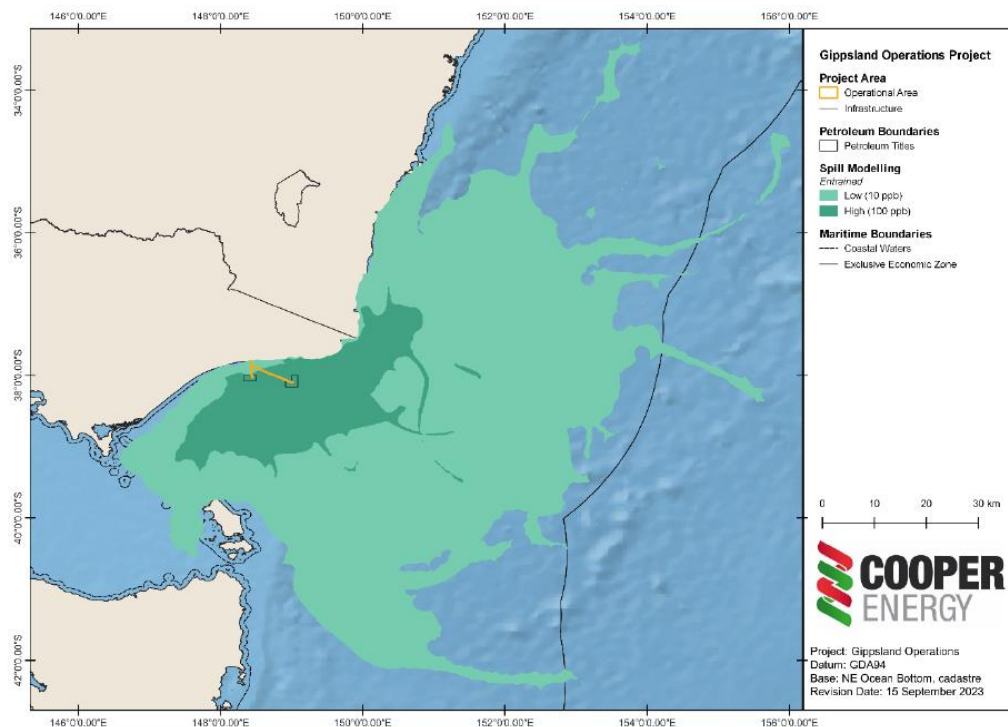 146°0'0.00"E 148°0'0.00"E 150°0'0.00"E 152°0'0.00"E 154°0'0.00"E 156°0'0.00"E
34°0'0.00"S
36°0'0.00"S
38°0'0.00"S
40°0'0.00"S
42°0'0.00"S
146°0'0.00"E 148°0'0.00"E 150°0'0.00"E 152°0'0.00"E 154°0'0.00"E 156°0'0.00"E
Gippsland Operations Project
Project Area
Operational Area
Infrastructure
Petroleum Boundaries
Petroleum Titles
Spill Modelling
Entrained
Low (10 ppb)
High (100 ppb)
Maritime Boundaries
Coastal Waters
Exclusive Economic Zone
0 10 20 30 km
COOPER
ENERGY
Project: Gippsland Operations
Datum: GDA94
Base: NE Ocean Bottom, cadastre
Revision Date: 15 September 2023